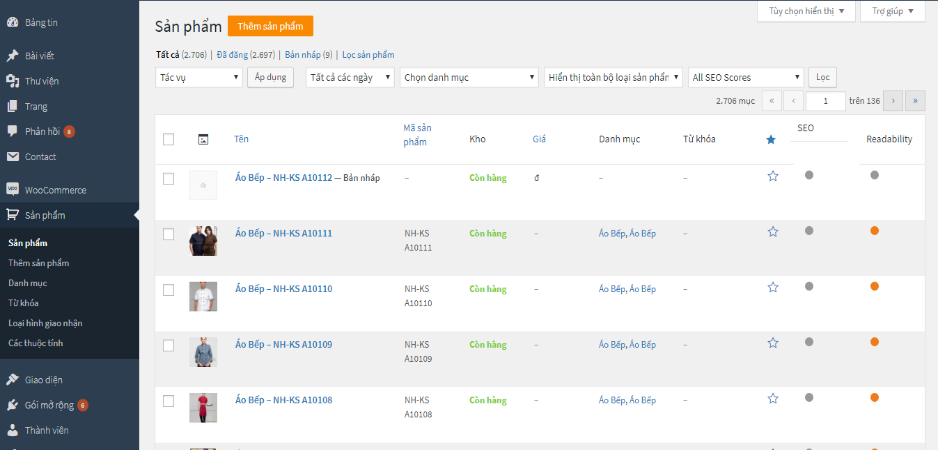 Tùy chọn hiển thị
Trợ giúp
Bảng tin
Bài viết
Thư viện
Trang
Phản hồi 8
Contact
WooCommerce
Sản phẩm
Sản phẩm
Thêm sản phẩm
Danh mục
Từ khóa
Loại hình giao nhận
Các thuộc tính
Giao diện
Gói mở rộng 6
Thành viên
Sản phẩm Thêm sản phẩm
Tất cả (2.706) | Đã đăng (2.697) | Bản nháp (9) | Lọc sản phẩm
Tác vụ Áp dụng Tất cả các ngày Chọn danh mục Hiển thị toàn bộ loại sản phẩn All SEO Scores Lọc
2.706 mục « ‹ 1 trên 136 › »
Tên Mã sản phẩm Kho Giá Danh mục Từ khóa SEO Readability
Áo Bếp – NH-KS A10112 — Bản nháp – Còn hàng đ – –
Áo Bếp – NH-KS A10111 NH-KS A10111 Còn hàng – Áo Bếp, Áo Bếp –
Áo Bếp – NH-KS A10110 NH-KS A10110 Còn hàng – Áo Bếp, Áo Bếp –
Áo Bếp – NH-KS A10109 NH-KS A10109 Còn hàng – Áo Bếp, Áo Bếp –
Áo Bếp – NH-KS A10108 NH-KS A10108 Còn hàng – Áo Bếp, Áo Bếp –